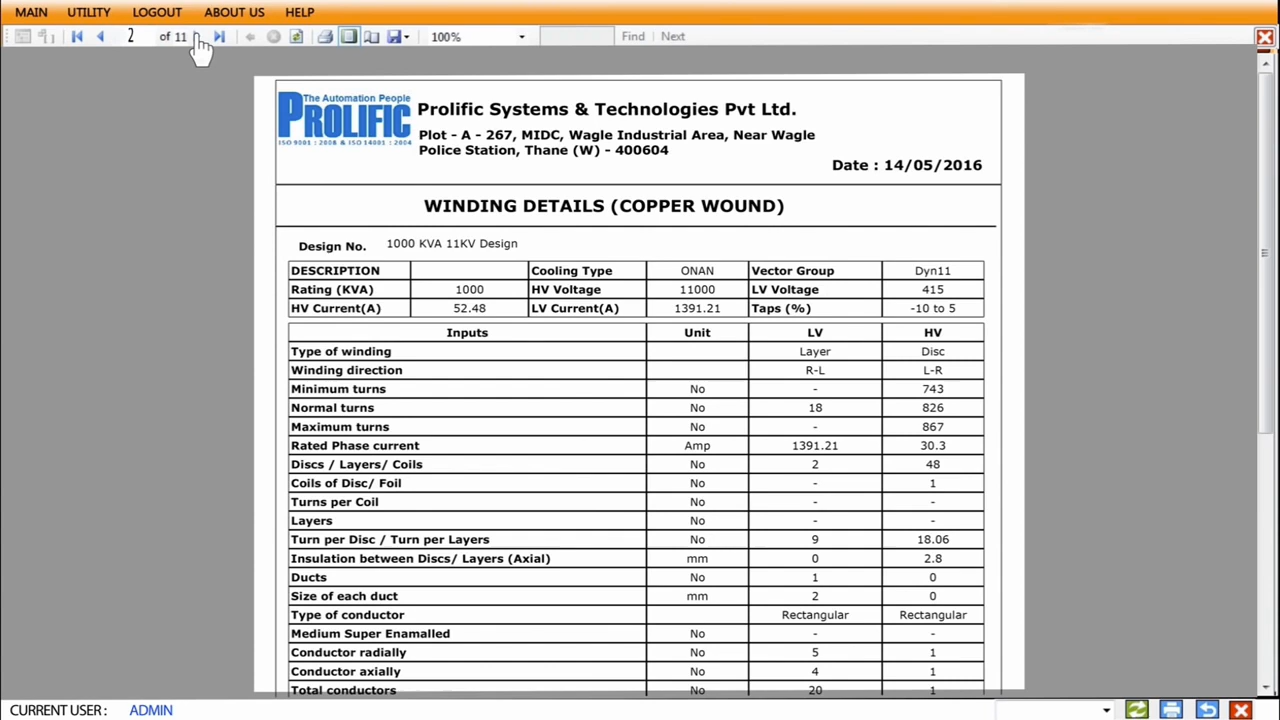 MAIN UTILITY LOGOUT ABOUT US HELP
2 of 11 100% Find Next
The Automation People
PROLIFIC
ISO 9001 : 2008 & ISO 14001 : 2004
Prolific Systems & Technologies Pvt Ltd.
Plot - A - 267, MIDC, Wagle Industrial Area, Near Wagle
Police Station, Thane (W) - 400604
Date : 14/05/2016
WINDING DETAILS (COPPER WOUND)
Design No. 1000 KVA 11KV Design
DESCRIPTION Cooling Type ONAN Vector Group Dyn11
Rating (KVA) 1000 HV Voltage 11000 LV Voltage 415
HV Current(A) 52.48 LV Current(A) 1391.21 Taps (%) -10 to 5
Inputs Unit LV HV
Type of winding Layer Disc
Winding direction R-L L-R
Minimum turns No - 743
Normal turns No 18 826
Maximum turns No - 867
Rated Phase current Amp 1391.21 30.3
Discs / Layers/ Coils No 2 48
Coils of Disc/ Foil No - 1
Turns per Coil No - -
Layers No - -
Turn per Disc / Turn per Layers No 9 18.06
Insulation between Discs/ Layers (Axial) mm 0 2.8
Ducts No 1 0
Size of each duct mm 2 0
Type of conductor Rectangular Rectangular
Medium Super Enamalled No - -
Conductor radially No 5 1
Conductor axially No 4 1
Total conductors No 20 1
CURRENT USER : ADMIN